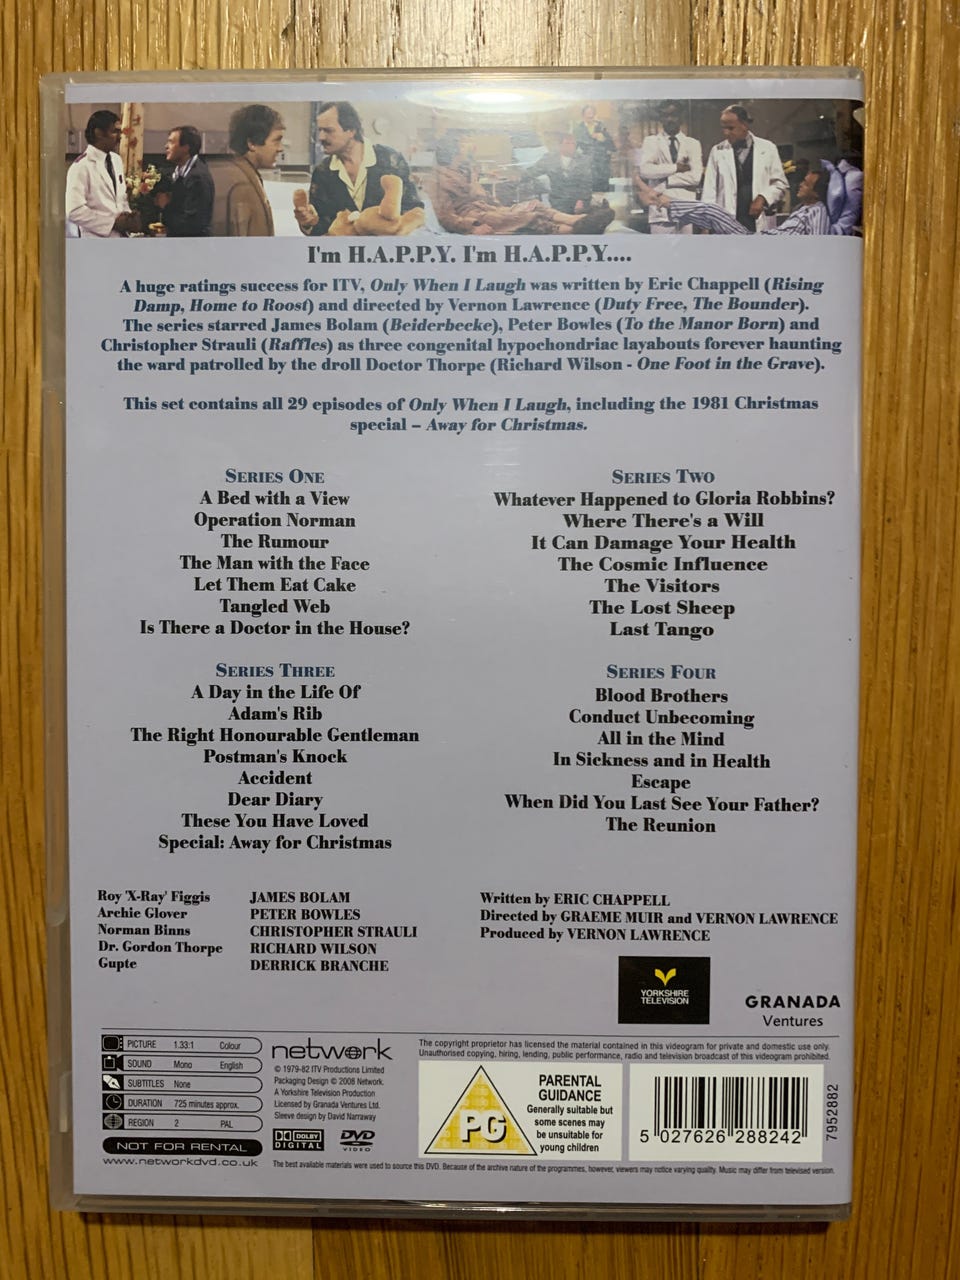 I'm H.A.P.P.Y. I'm H.A.P.P.Y....
A huge ratings success for ITV, Only When I Laugh was written by Eric Chappell (Rising
Damp, Home to Roost) and directed by Vernon Lawrence (Duty Free, The Bounder).
The series starred James Bolam (Beiderbecke), Peter Bowles (To the Manor Born) and
Christopher Strauli (Raffles) as three congenital hypochondriac layabouts forever haunting
the ward patrolled by the droll Doctor Thorpe (Richard Wilson - One Foot in the Grave).
This set contains all 29 episodes of Only When I Laugh, including the 1981 Christmas
special – Away for Christmas.
SERIES ONE
A Bed with a View
Operation Norman
The Rumour
The Man with the Face
Let Them Eat Cake
Tangled Web
Is There a Doctor in the House?
SERIES TWO
Whatever Happened to Gloria Robbins?
Where There's a Will
It Can Damage Your Health
The Cosmic Influence
The Visitors
The Lost Sheep
Last Tango
SERIES THREE
A Day in the Life Of
Adam's Rib
The Right Honourable Gentleman
Postman's Knock
Accident
Dear Diary
These You Have Loved
Special: Away for Christmas
SERIES FOUR
Blood Brothers
Conduct Unbecoming
All in the Mind
In Sickness and in Health
Escape
When Did You Last See Your Father?
The Reunion
Roy 'X-Ray' Figgis JAMES BOLAM
Archie Glover PETER BOWLES
Norman Binns CHRISTOPHER STRAULI
Dr. Gordon Thorpe RICHARD WILSON
Gupte DERRICK BRANCHE
Written by ERIC CHAPPELL
Directed by GRAEME MUIR and VERNON LAWRENCE
Produced by VERNON LAWRENCE
YORKSHIRE
TELEVISION
GRANADA
Ventures
PICTURE 1.33:1 Colour
SOUND Mono English
SUBTITLES None
DURATION 725 minutes approx.
REGION 2 PAL
NOT FOR RENTAL
www.networkdvd.co.uk
network
© 1979-82 ITV Productions Limited
Packaging Design © 2008 Network.
A Yorkshire Television Production
Licensed by Granada Ventures Ltd.
Sleeve design by David Narraway
DOLBY
DIGITAL
DVD
VIDEO
The copyright proprietor has licensed the material contained in this videogram for private and domestic use only.
Unauthorised copying, hiring, lending, public performance, radio and television broadcast of this videogram prohibited.
PG
PARENTAL
GUIDANCE
Generally suitable but
some scenes may
be unsuitable for
young children
5 027626 288242
7952882
The best available materials were used to source this DVD. Because of the archive nature of the programmes, however, viewers may notice varying quality. Music may differ from televised version.